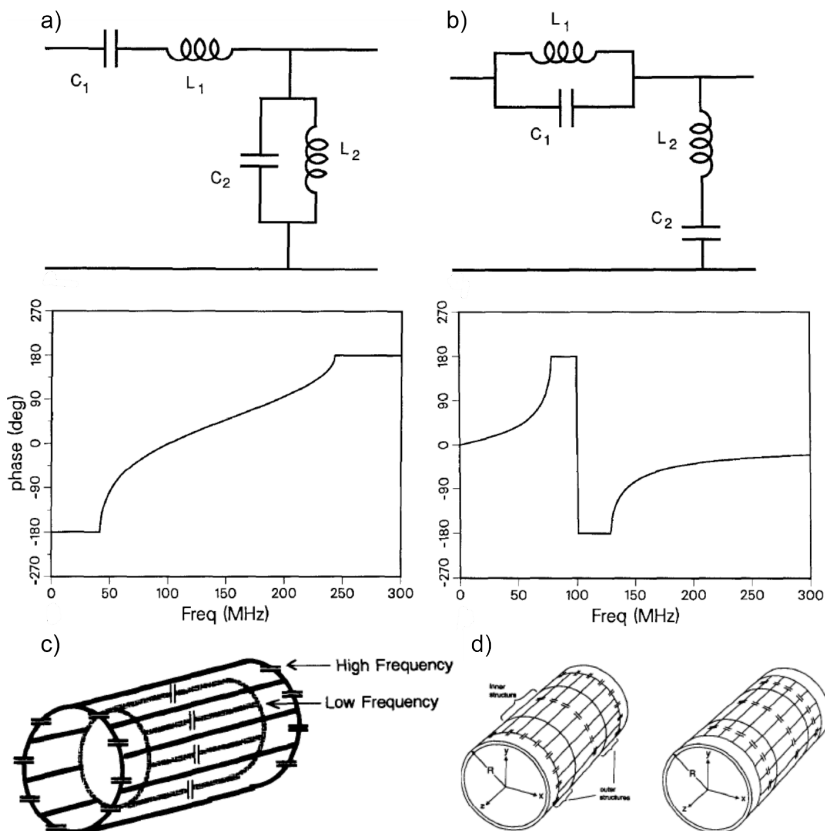 a)
C1
L1
C2
L2
b)
L1
C1
L2
C2
270
180
90
0
-90
-180
-270
phase (deg)
0 50 100 150 200 250 300
Freq (MHz)
270
180
90
0
-90
-180
-270
0 50 100 150 200 250 300
Freq (MHz)
c)
High Frequency
Low Frequency
d)
inner
structure
R
y
x
z
outer
structures
R
y
x
z